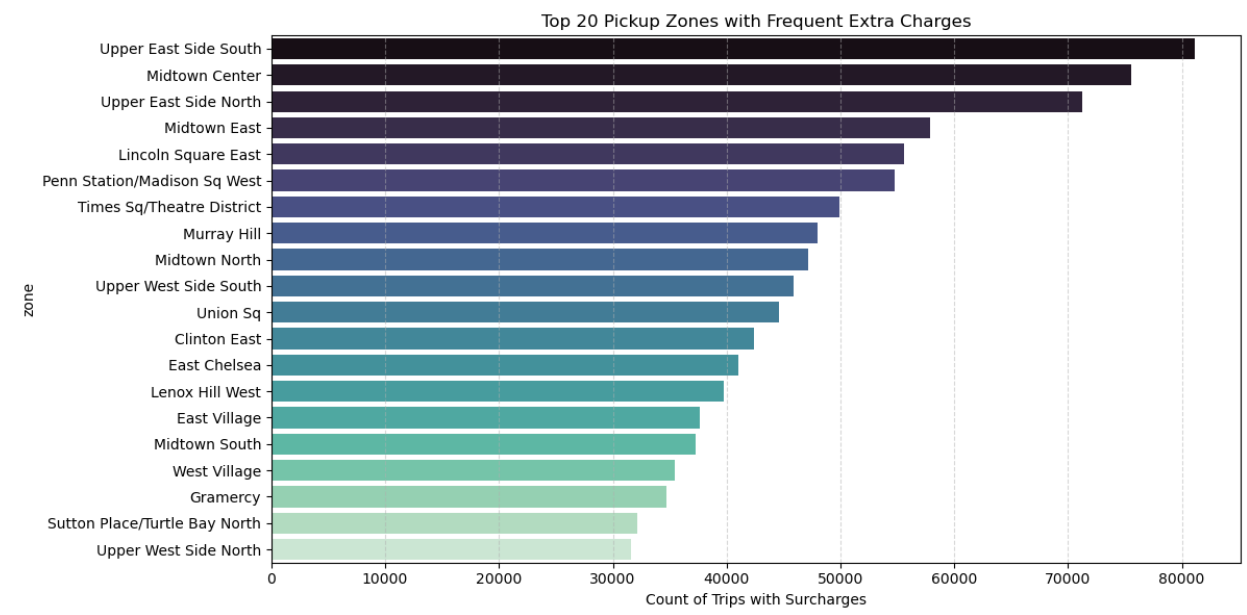 Top 20 Pickup Zones with Frequent Extra Charges
zone
Upper East Side South
Midtown Center
Upper East Side North
Midtown East
Lincoln Square East
Penn Station/Madison Sq West
Times Sq/Theatre District
Murray Hill
Midtown North
Upper West Side South
Union Sq
Clinton East
East Chelsea
Lenox Hill West
East Village
Midtown South
West Village
Gramercy
Sutton Place/Turtle Bay North
Upper West Side North
0 10000 20000 30000 40000 50000 60000 70000 80000
Count of Trips with Surcharges